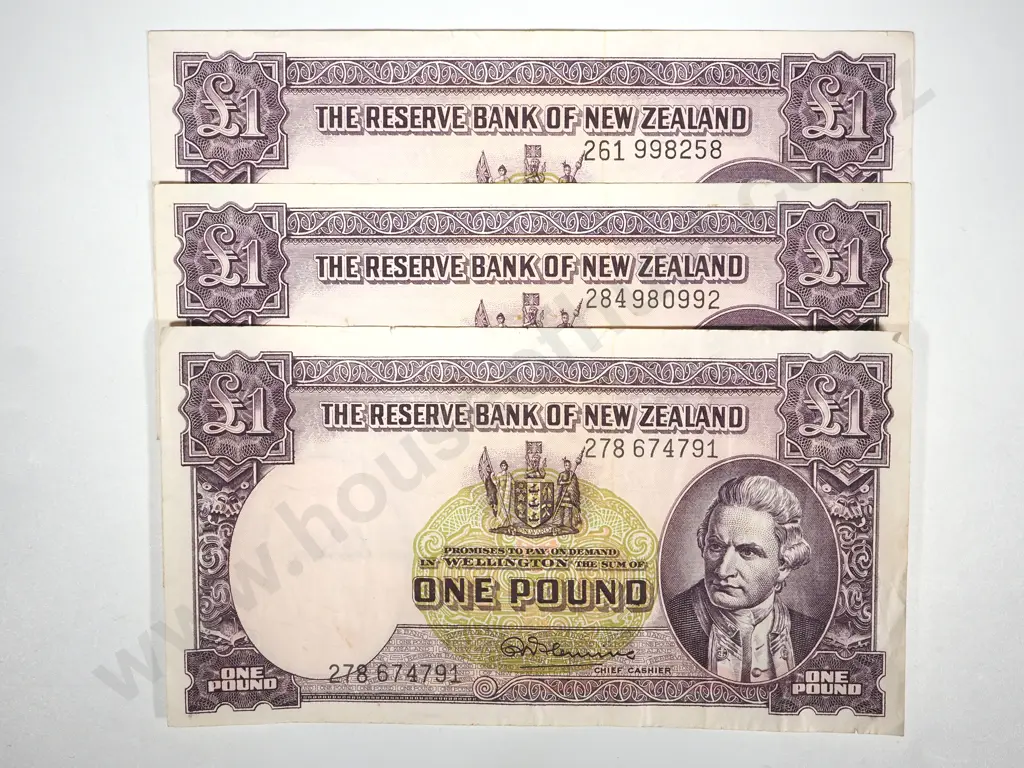 £1 £1
THE RESERVE BANK OF NEW ZEALAND
261 998258
£1 £1
THE RESERVE BANK OF NEW ZEALAND
284 980992
£1 £1
THE RESERVE BANK OF NEW ZEALAND
278 674791
PROMISES TO PAY ON DEMAND
IN WELLINGTON THE SUM OF
ONE POUND
CHIEF CASHIER
278 674791
ONE POUND
ONE POUND